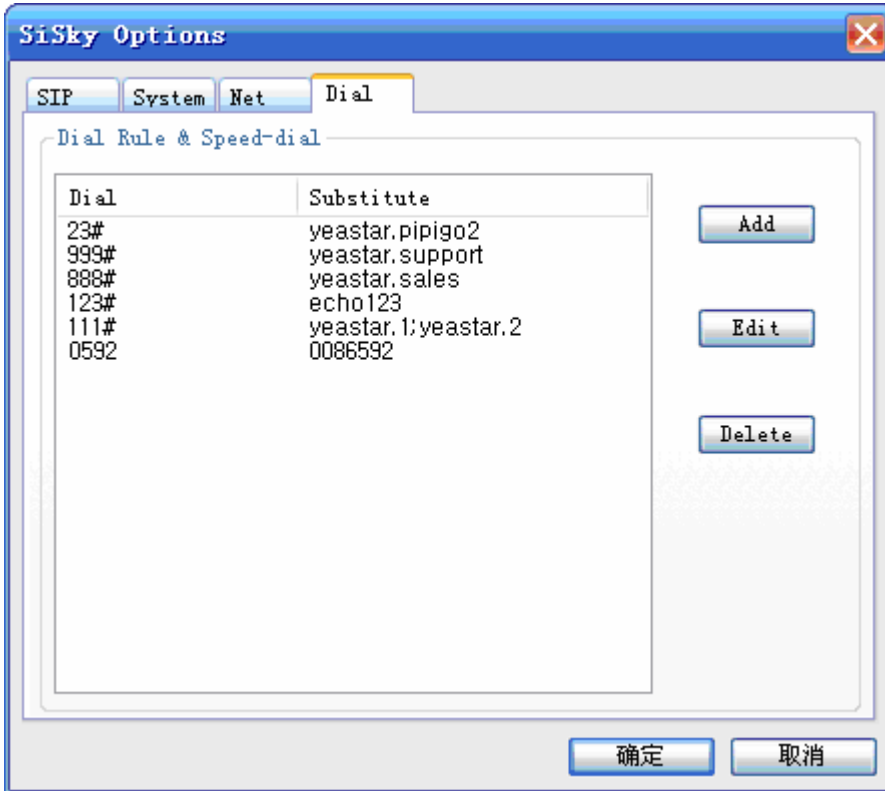 SiSky Options
SIP System Net Dial
Dial Rule & Speed-dial
Dial Substitute
23# yeastar.pipigo2
999# yeastar.support
888# yeastar.sales
123# echo123
111# yeastar.1;yeastar.2
0592 0086592
Add
Edit
Delete
确定 取消